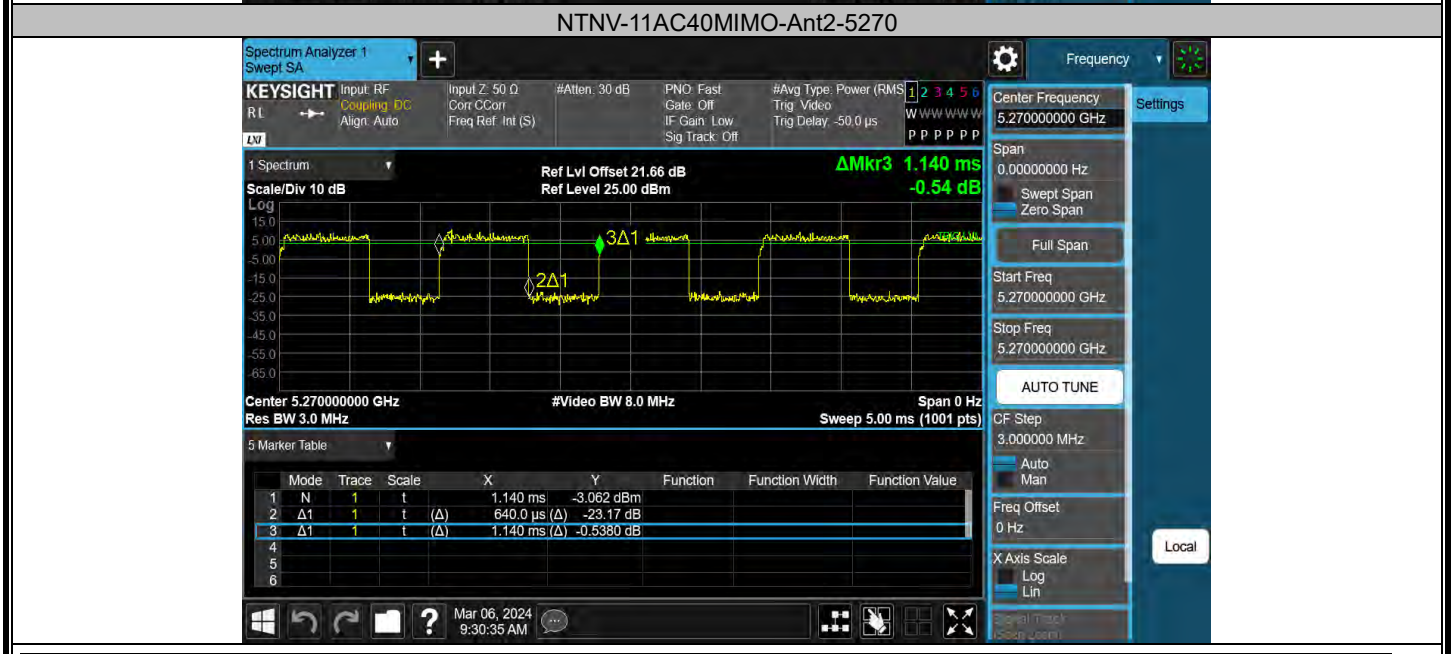 NTNV-11AC40MIMO-Ant2-5270
Spectrum Analyzer 1
Swept SA
+
Frequency
KEYSIGHT
RL
LXI
Input: RF
Coupling: DC
Align: Auto
Input Z: 50 Ω
Corr CCorr
Freq Ref: Int (S)
#Atten: 30 dB
PNO: Fast
Gate: Off
IF Gain: Low
Sig Track: Off
#Avg Type: Power (RMS
Trig: Video
Trig Delay: -50.0 µs
1 2 3 4 5 6
W W W W W W
P P P P P P
1 Spectrum
Scale/Div 10 dB
Ref Lvl Offset 21.66 dB
Ref Level 25.00 dBm
ΔMkr3 1.140 ms
-0.54 dB
Log
15.0
5.00
-5.00
-15.0
-25.0
-35.0
-45.0
-55.0
-65.0
3Δ1
2Δ1
Center 5.270000000 GHz
Res BW 3.0 MHz
#Video BW 8.0 MHz
Span 0 Hz
Sweep 5.00 ms (1001 pts)
5 Marker Table
Mode Trace Scale X Y Function Function Width Function Value
1 N 1 t 1.140 ms -3.062 dBm
2 Δ1 1 t (Δ) 640.0 µs (Δ) -23.17 dB
3 Δ1 1 t (Δ) 1.140 ms (Δ) -0.5380 dB
4
5
6
?
Mar 06, 2024
9:30:35 AM
Center Frequency
5.270000000 GHz
Span
0.00000000 Hz
Swept Span
Zero Span
Full Span
Start Freq
5.270000000 GHz
Stop Freq
5.270000000 GHz
AUTO TUNE
CF Step
3.000000 MHz
Auto
Man
Freq Offset
0 Hz
X Axis Scale
Log
Lin
Signal Track
(Span Zoom)
Settings
Local